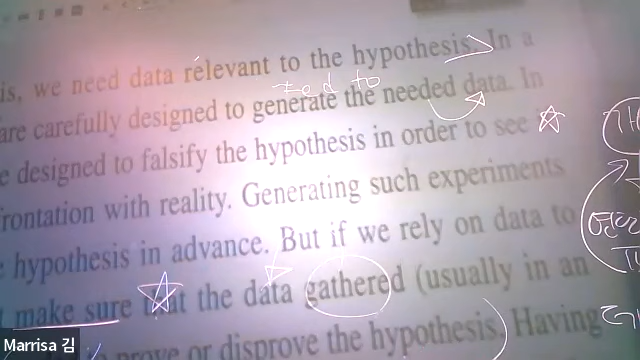 is, we need data relevant to the hypothesis. In a
are carefully designed to generate the needed data. In
e designed to falsify the hypothesis in order to see
rontation with reality. Generating such experiments
e hypothesis in advance. But if we rely on data to
make sure that the data gathered (usually in an
prove or disprove the hypothesis). Having
Marrisa 김